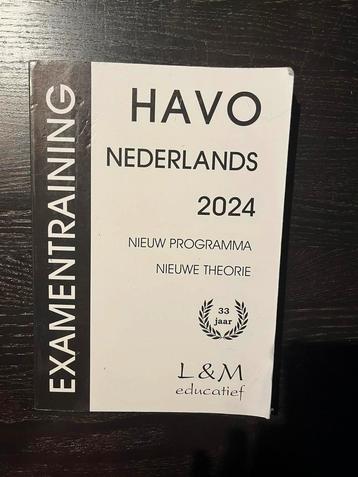 EXAMENTRAINING
HAVO
NEDERLANDS
2024
NIEUW PROGRAMMA
NIEUWE THEORIE
33
jaar
L&M
educatief